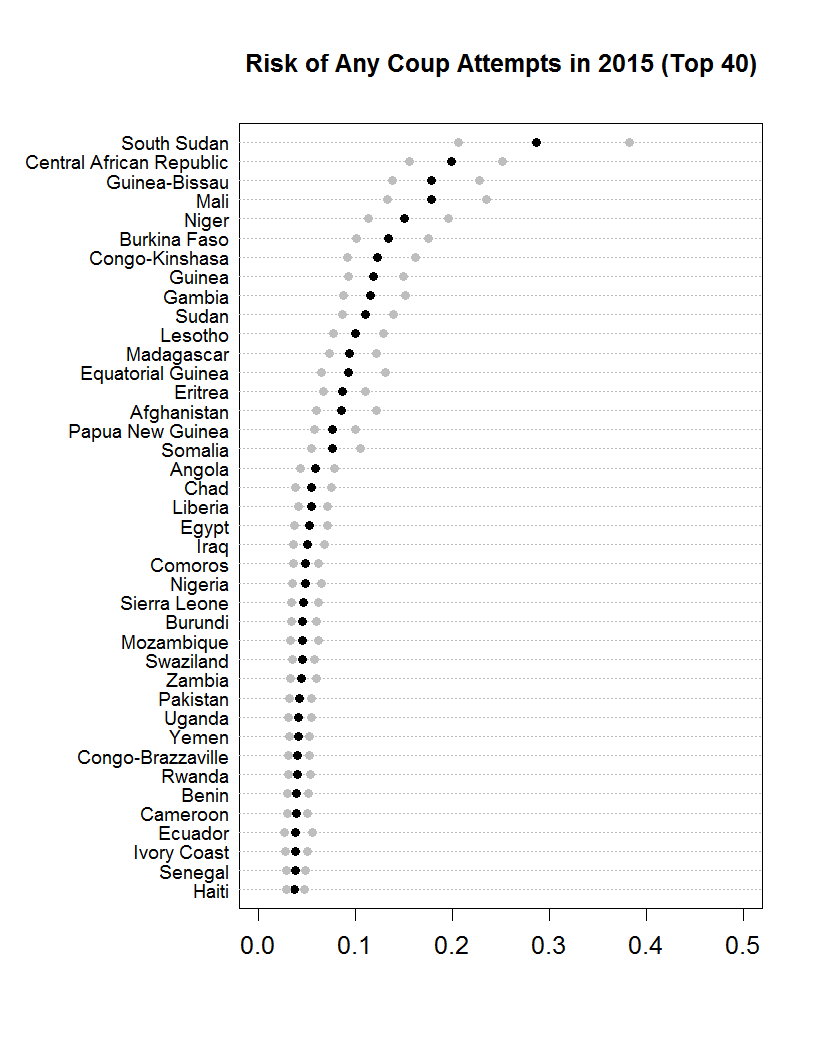 Risk of Any Coup Attempts in 2015 (Top 40)
South Sudan
Central African Republic
Guinea-Bissau
Mali
Niger
Burkina Faso
Congo-Kinshasa
Guinea
Gambia
Sudan
Lesotho
Madagascar
Equatorial Guinea
Eritrea
Afghanistan
Papua New Guinea
Somalia
Angola
Chad
Liberia
Egypt
Iraq
Comoros
Nigeria
Sierra Leone
Burundi
Mozambique
Swaziland
Zambia
Pakistan
Uganda
Yemen
Congo-Brazzaville
Rwanda
Benin
Cameroon
Ecuador
Ivory Coast
Senegal
Haiti
0.0 0.1 0.2 0.3 0.4 0.5